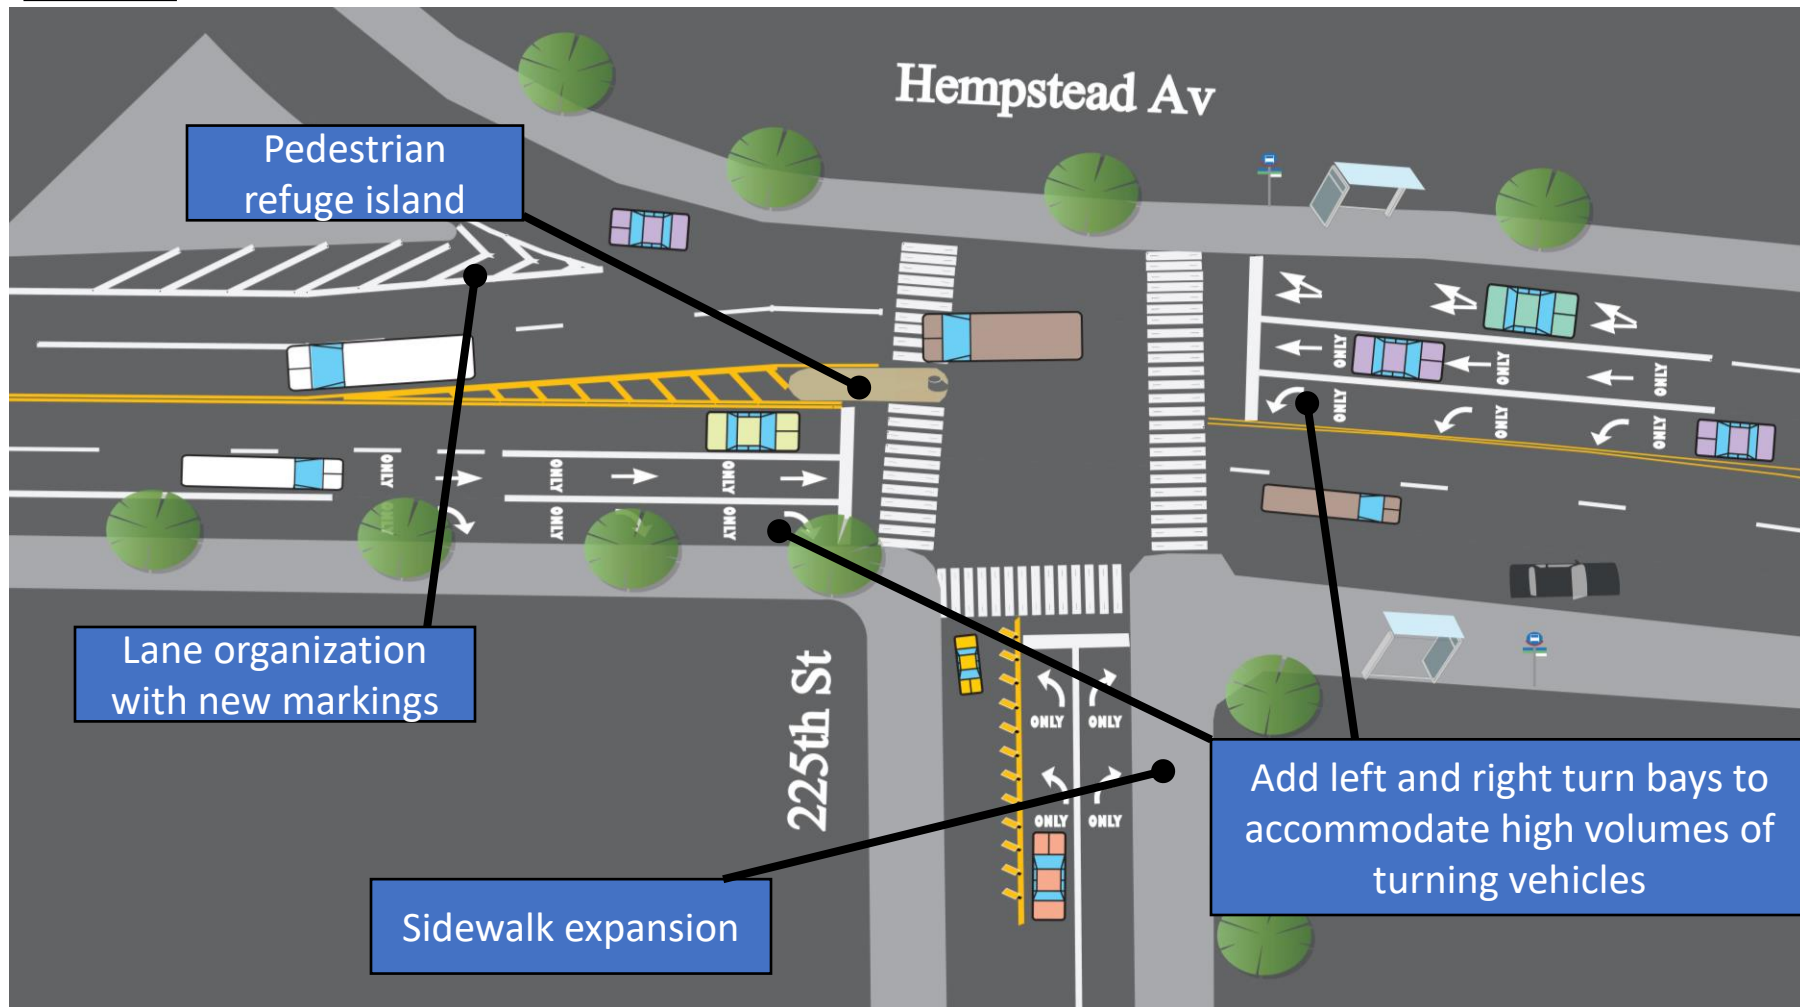 Hempstead Av
Pedestrian
refuge island
ONLY
ONLY
ONLY
ONLY
ONLY
ONLY
ONLY
ONLY
ONLY
ONLY
ONLY
ONLY
Lane organization
with new markings
225th St
ONLY
ONLY
ONLY
ONLY
Add left and right turn bays to
accommodate high volumes of
turning vehicles
Sidewalk expansion